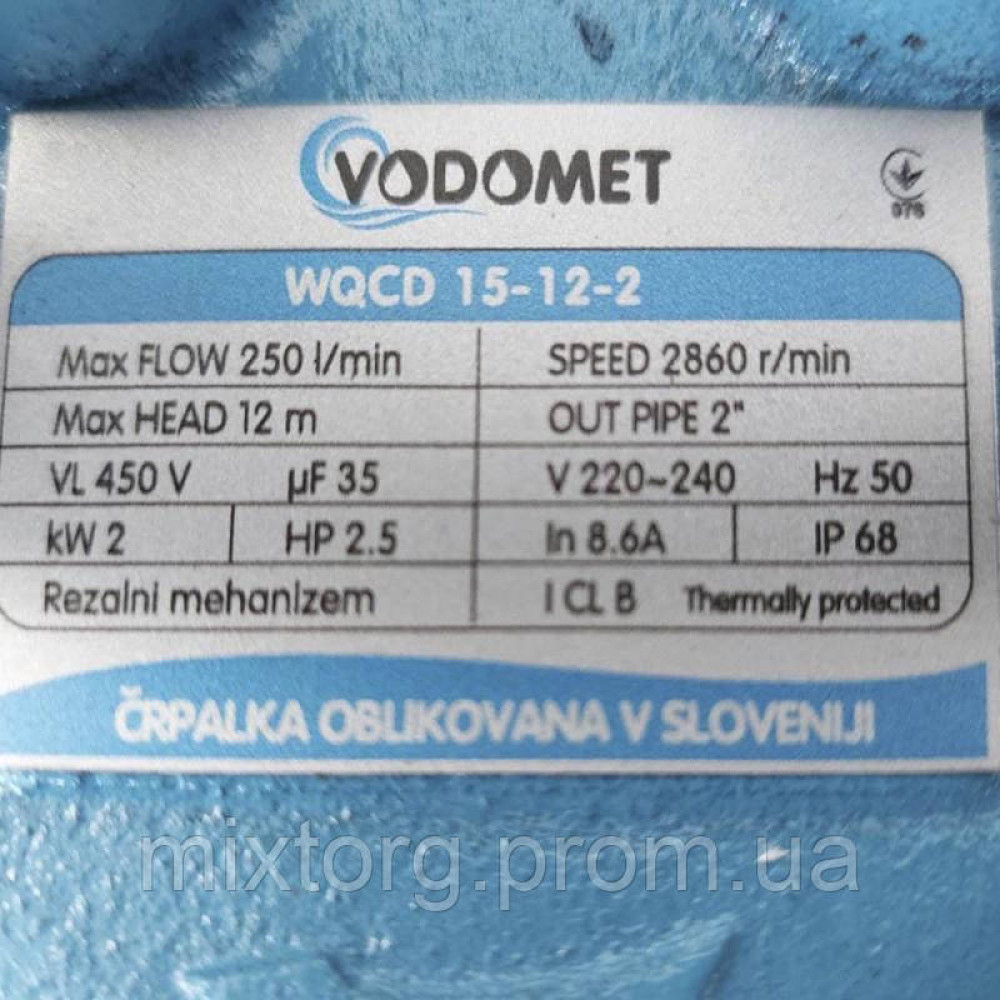 VODOMET
WQCD 15-12-2
Max FLOW 250 l/min SPEED 2860 r/min
Max HEAD 12 m OUT PIPE 2"
VL 450 V µF 35 V 220~240 Hz 50
kW 2 HP 2.5 In 8.6A IP 68
Rezalni mehanizem I CL B Thermally protected
ČRPALKA OBLIKOVANA V SLOVENIJI
mixtorg.prom.ua